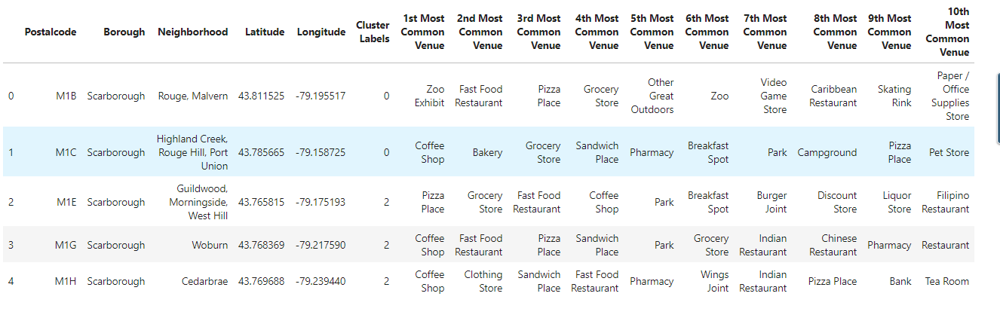 Postalcode Borough Neighborhood Latitude Longitude Cluster Labels 1st Most Common Venue 2nd Most Common Venue 3rd Most Common Venue 4th Most Common Venue 5th Most Common Venue 6th Most Common Venue 7th Most Common Venue 8th Most Common Venue 9th Most Common Venue 10th Most Common Venue
0 M1B Scarborough Rouge, Malvern 43.811525 -79.195517 0 Zoo Exhibit Fast Food Restaurant Pizza Place Grocery Store Other Great Outdoors Zoo Video Game Store Caribbean Restaurant Skating Rink Paper / Office Supplies Store
1 M1C Scarborough Highland Creek, Rouge Hill, Port Union 43.785665 -79.158725 0 Coffee Shop Bakery Grocery Store Sandwich Place Pharmacy Breakfast Spot Park Campground Pizza Place Pet Store
2 M1E Scarborough Guildwood, Morningside, West Hill 43.765815 -79.175193 2 Pizza Place Grocery Store Fast Food Restaurant Coffee Shop Park Breakfast Spot Burger Joint Discount Store Liquor Store Filipino Restaurant
3 M1G Scarborough Woburn 43.768369 -79.217590 2 Coffee Shop Fast Food Restaurant Pizza Place Sandwich Place Park Grocery Store Indian Restaurant Chinese Restaurant Pharmacy Restaurant
4 M1H Scarborough Cedarbrae 43.769688 -79.239440 2 Coffee Shop Clothing Store Sandwich Place Fast Food Restaurant Pharmacy Wings Joint Indian Restaurant Pizza Place Bank Tea Room